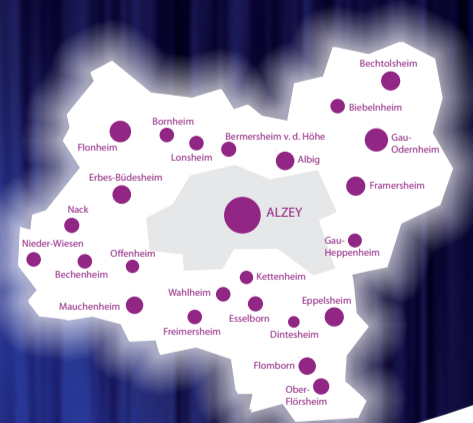 Bechtolsheim
Biebelnheim
Bornheim
Flonheim
Lonsheim
Bermersheim v. d. Höhe
Gau-
Odernheim
Albig
Erbes-Büdesheim
Framersheim
Nack
ALZEY
Nieder-Wiesen
Bechenheim
Offenheim
Gau-
Heppenheim
Kettenheim
Wahlheim
Mauchenheim
Esselborn
Eppelsheim
Freimersheim
Dintesheim
Flomborn
Ober-
Flörsheim